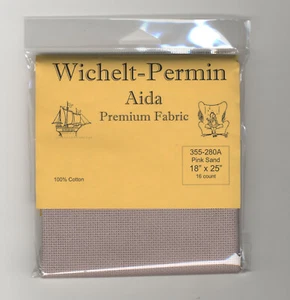 Wichelt-Permin
Aida
Premium Fabric
355-280A
Pink Sand
18" x 25"
16 count
100% Cotton